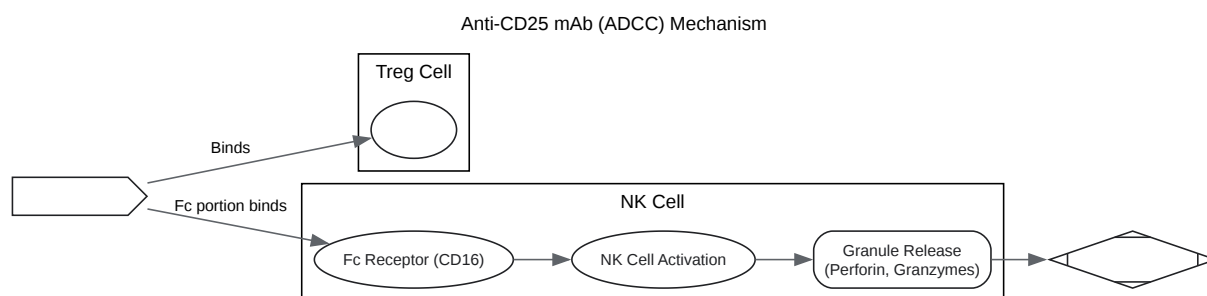 Anti-CD25 mAb (ADCC) Mechanism
Treg Cell
Binds
Fc portion binds
NK Cell
Fc Receptor (CD16)
NK Cell Activation
Granule Release
(Perforin, Granzymes)